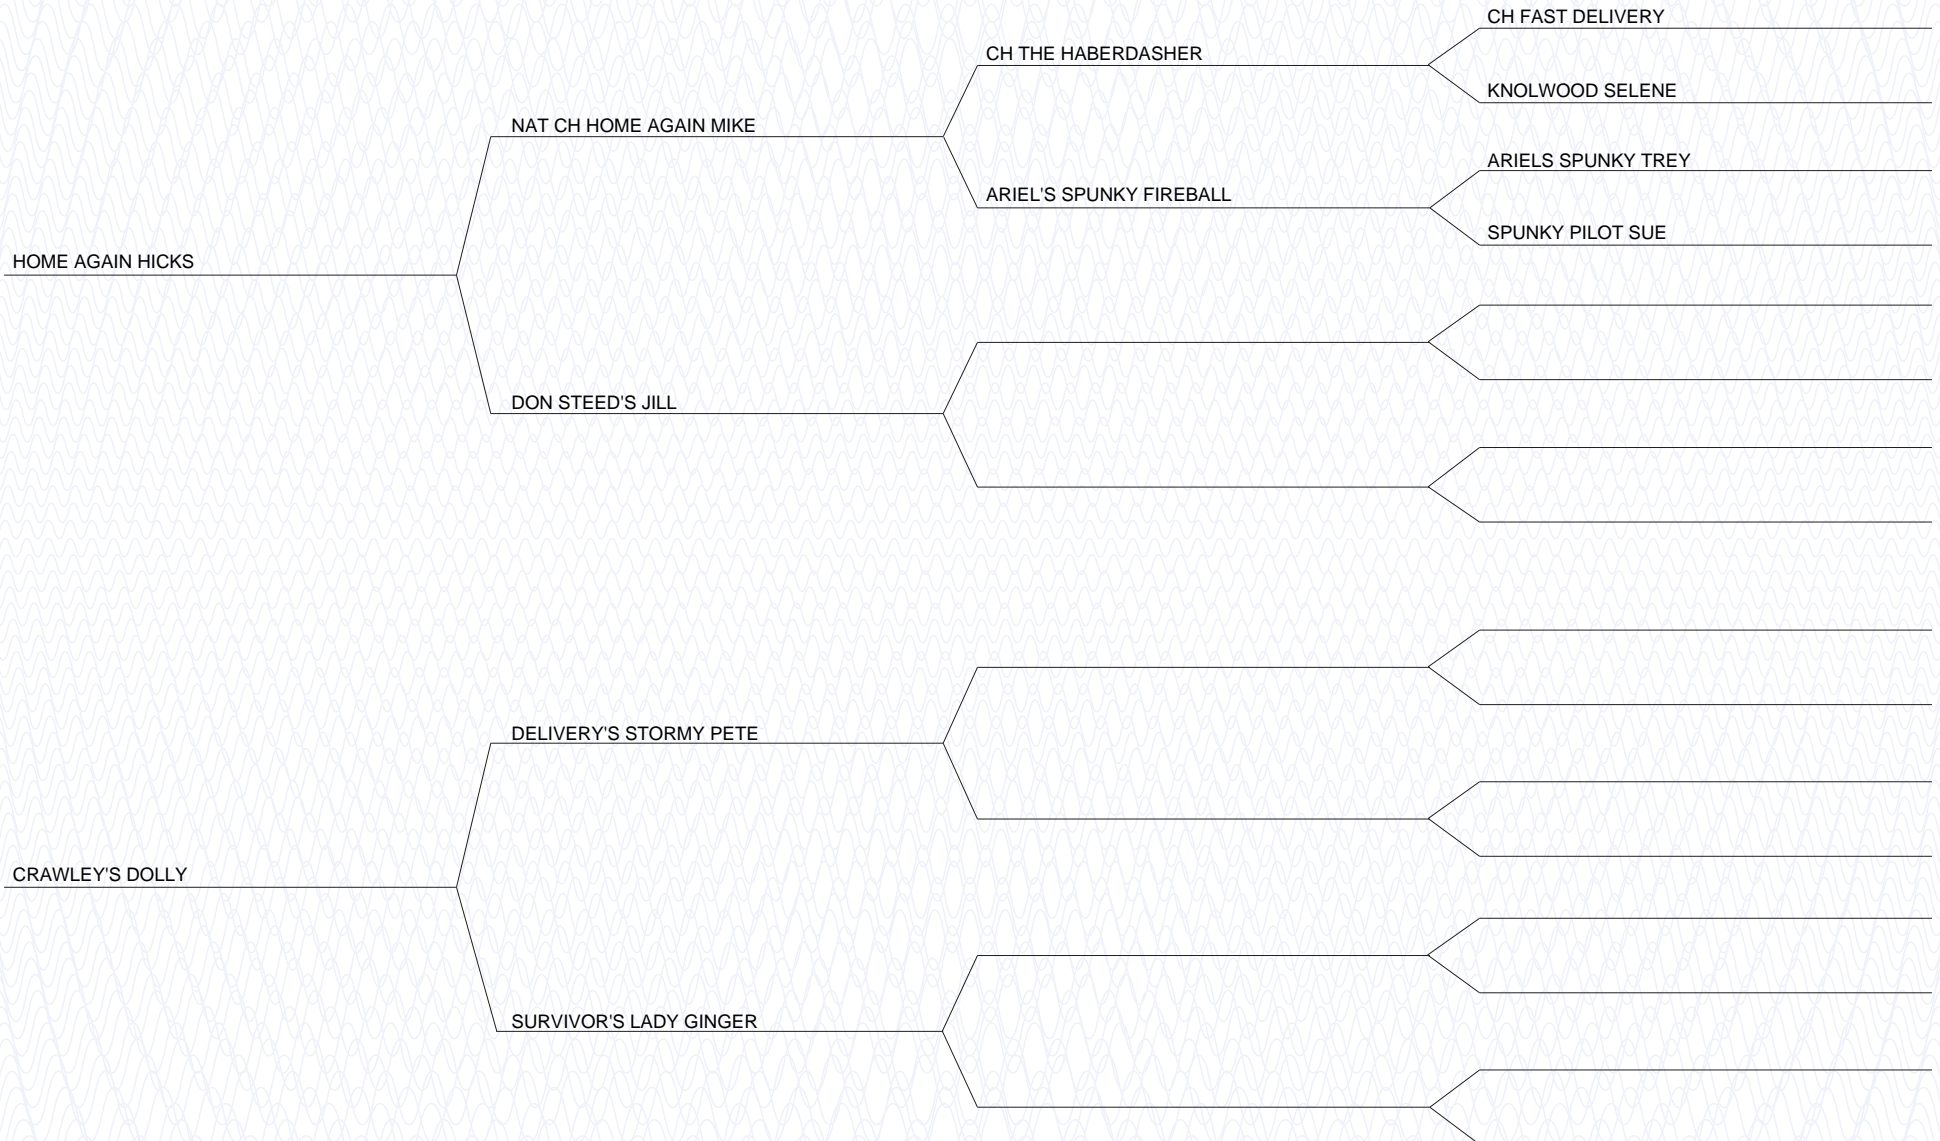 CH FAST DELIVERY
CH THE HABERDASHER
KNOLWOOD SELENE
NAT CH HOME AGAIN MIKE
ARIELS SPUNKY TREY
ARIEL'S SPUNKY FIREBALL
SPUNKY PILOT SUE
HOME AGAIN HICKS
DON STEED'S JILL
DELIVERY'S STORMY PETE
CRAWLEY'S DOLLY
SURVIVOR'S LADY GINGER